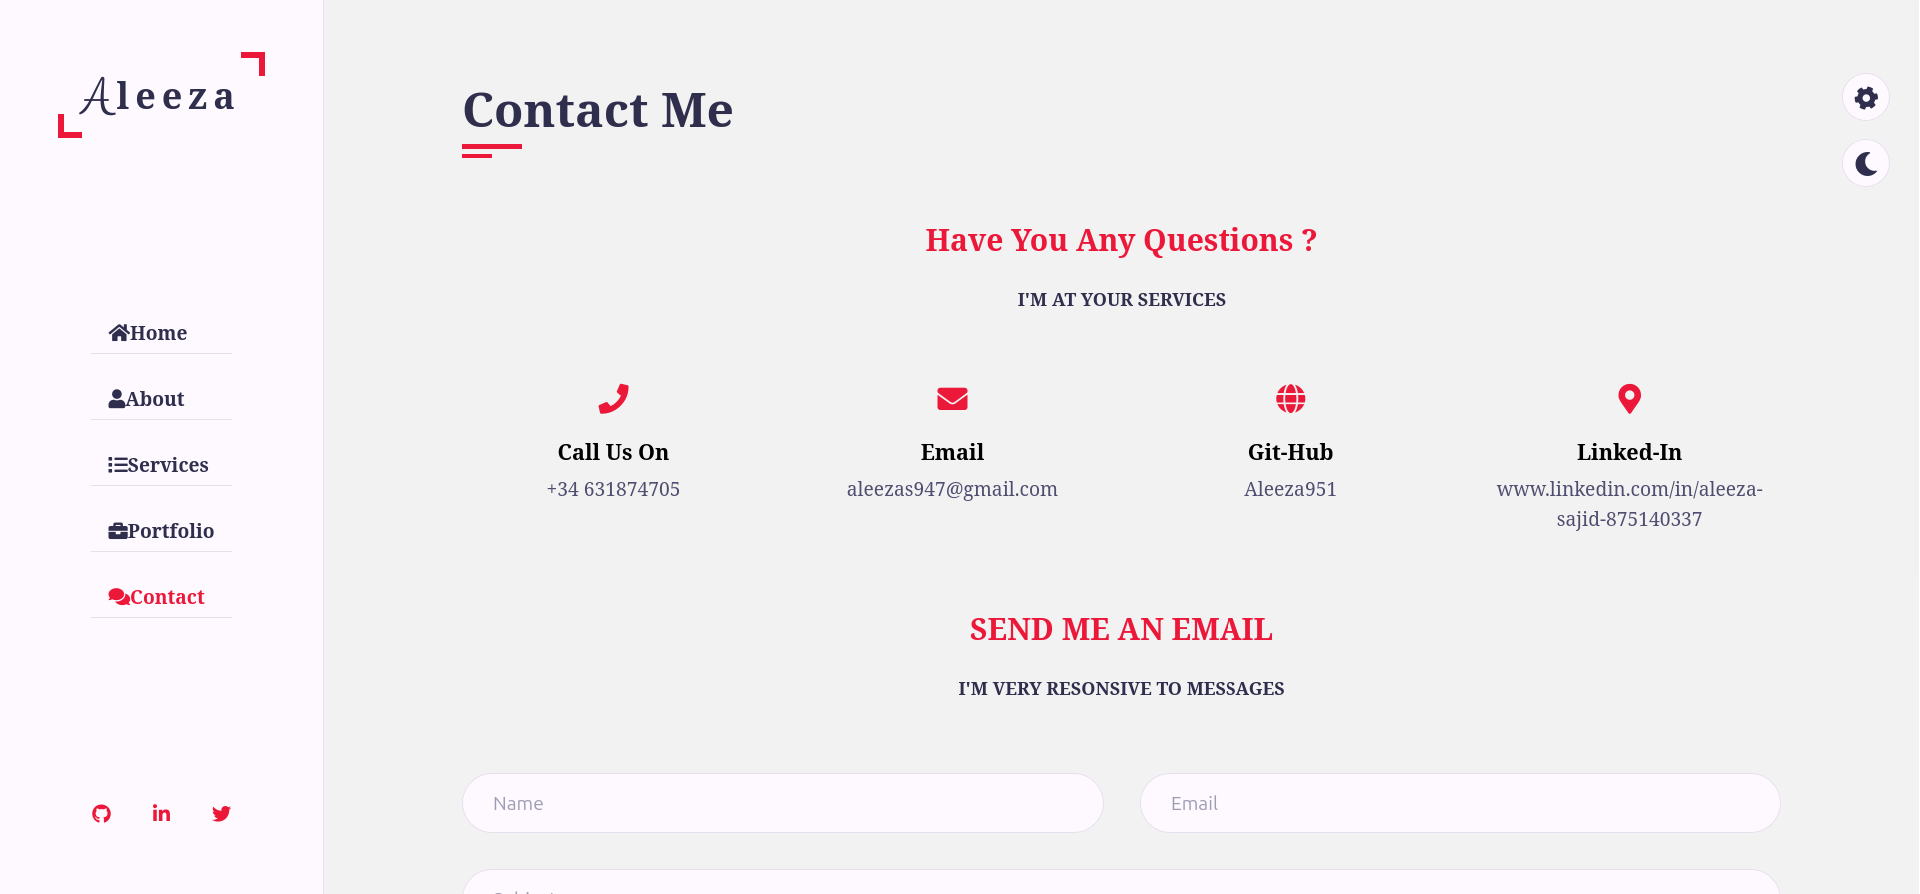 Aleeza
Home
About
Services
Portfolio
Contact
Contact Me
Have You Any Questions ?
I'M AT YOUR SERVICES
Call Us On
+34 631874705
Email
aleezas947@gmail.com
Git-Hub
Aleeza951
Linked-In
www.linkedin.com/in/aleeza-
sajid-875140337
SEND ME AN EMAIL
I'M VERY RESONSIVE TO MESSAGES
Name
Email